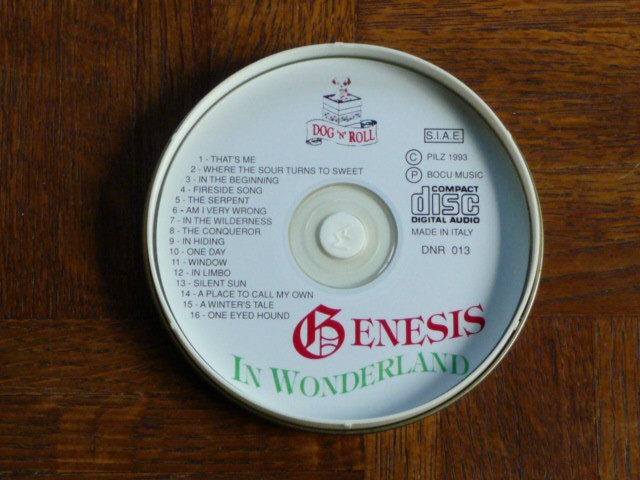 DOG 'N' ROLL
S.I.A.E.
1 - THAT'S ME
2 - WHERE THE SOUR TURNS TO SWEET
3 - IN THE BEGINNING
4 - FIRESIDE SONG
5 - THE SERPENT
6 - AM I VERY WRONG
7 - IN THE WILDERNESS
8 - THE CONQUEROR
9 - IN HIDING
10 - ONE DAY
11 - WINDOW
12 - IN LIMBO
13 - SILENT SUN
14 - A PLACE TO CALL MY OWN
15 - A WINTER'S TALE
16 - ONE EYED HOUND
C PILZ 1993
P BOCU MUSIC
COMPACT
disc
DIGITAL AUDIO
MADE IN ITALY
DNR 013
GENESIS
IN WONDERLAND